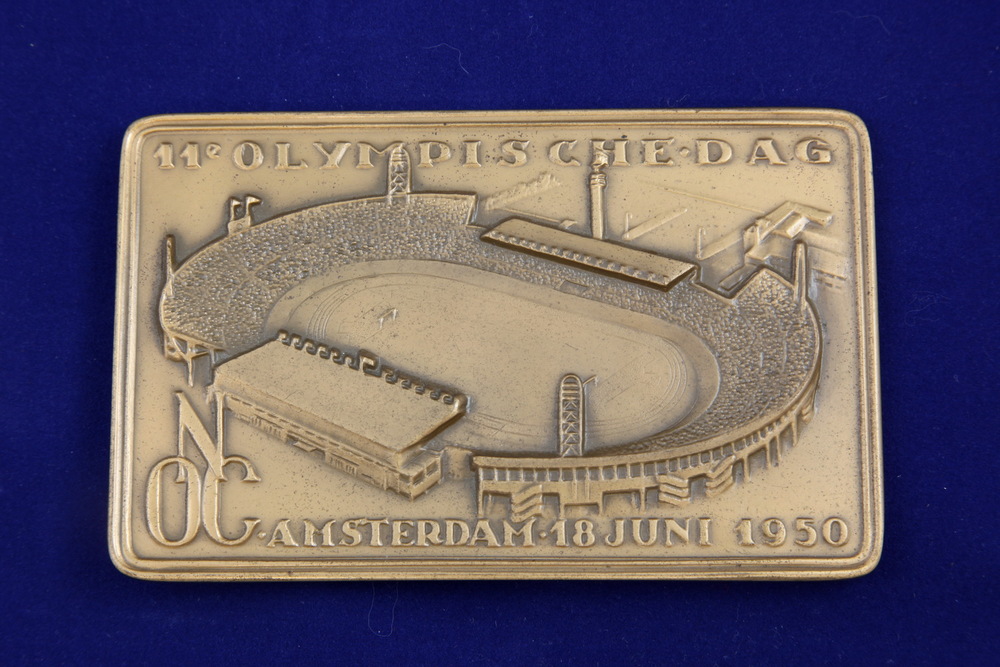 11e OLYMPISCHE·DAG
NOC
·AMSTERDAM·18 JUNI 1950